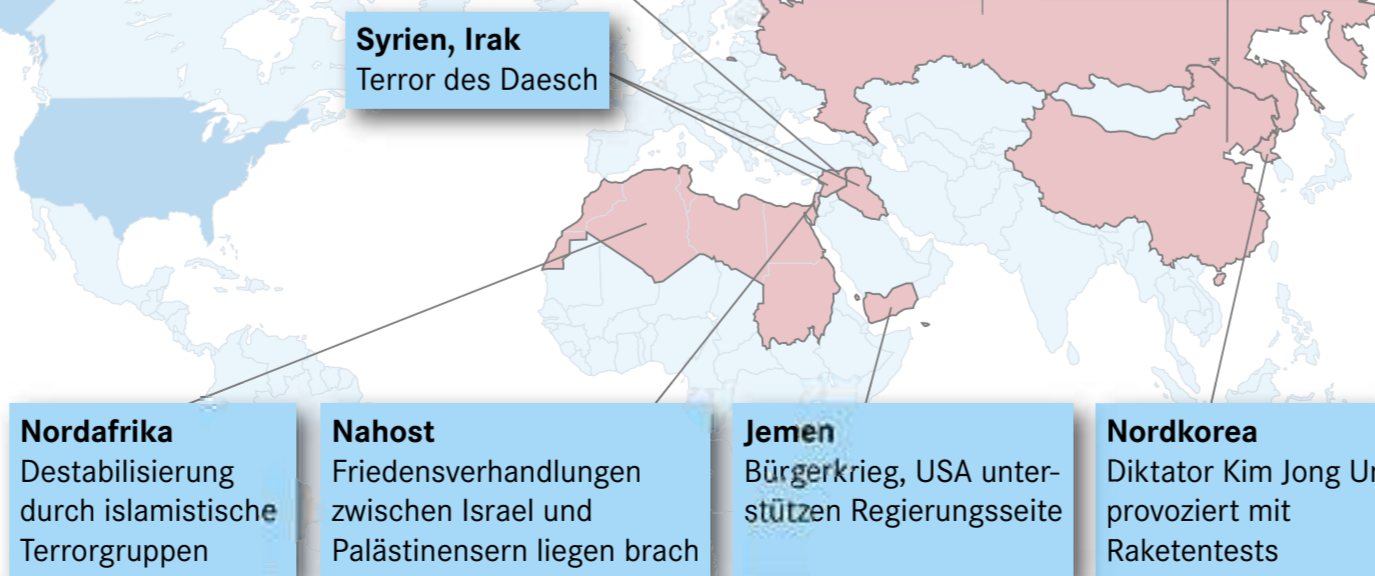 Syrien, Irak
Terror des Daesch
Nordafrika
Destabilisierung
durch islamistische
Terrorgruppen
Nahost
Friedensverhandlungen
zwischen Israel und
Palästinensern liegen brach
Jemen
Bürgerkrieg, USA unter-
stützen Regierungsseite
Nordkorea
Diktator Kim Jong
provoziert mit
Raketentests